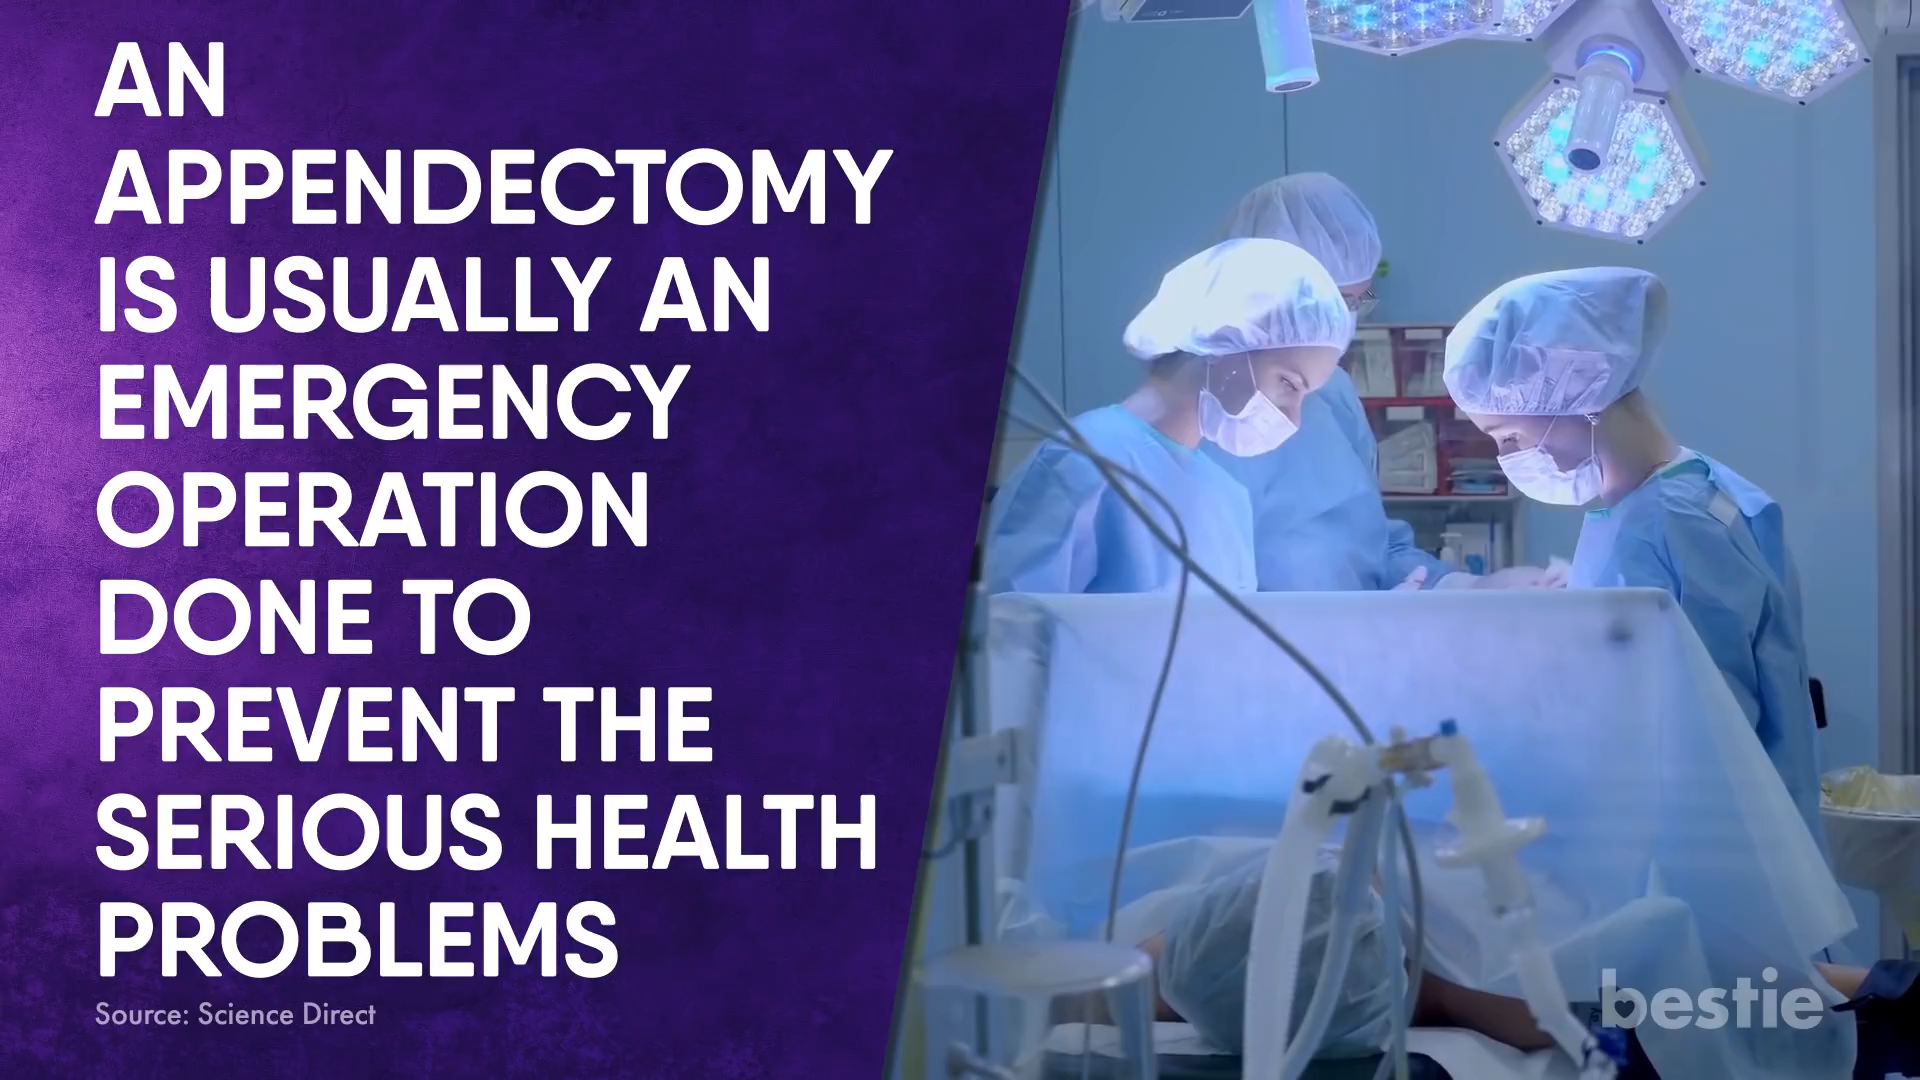 AN
APPENDECTOMY
IS USUALLY AN
EMERGENCY
OPERATION
DONE TO
PREVENT THE
SERIOUS HEALTH
PROBLEMS
Source: Science Direct
bestie